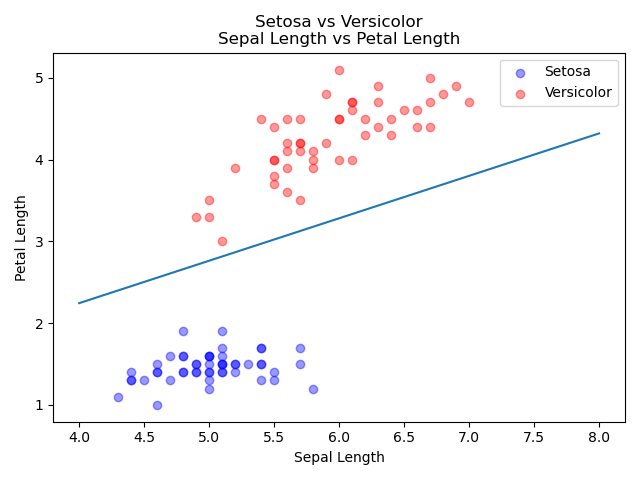 Setosa vs Versicolor
Sepal Length vs Petal Length
Setosa
Versicolor
Petal Length
5
4
3
2
1
4.0 4.5 5.0 5.5 6.0 6.5 7.0 7.5 8.0
Sepal Length